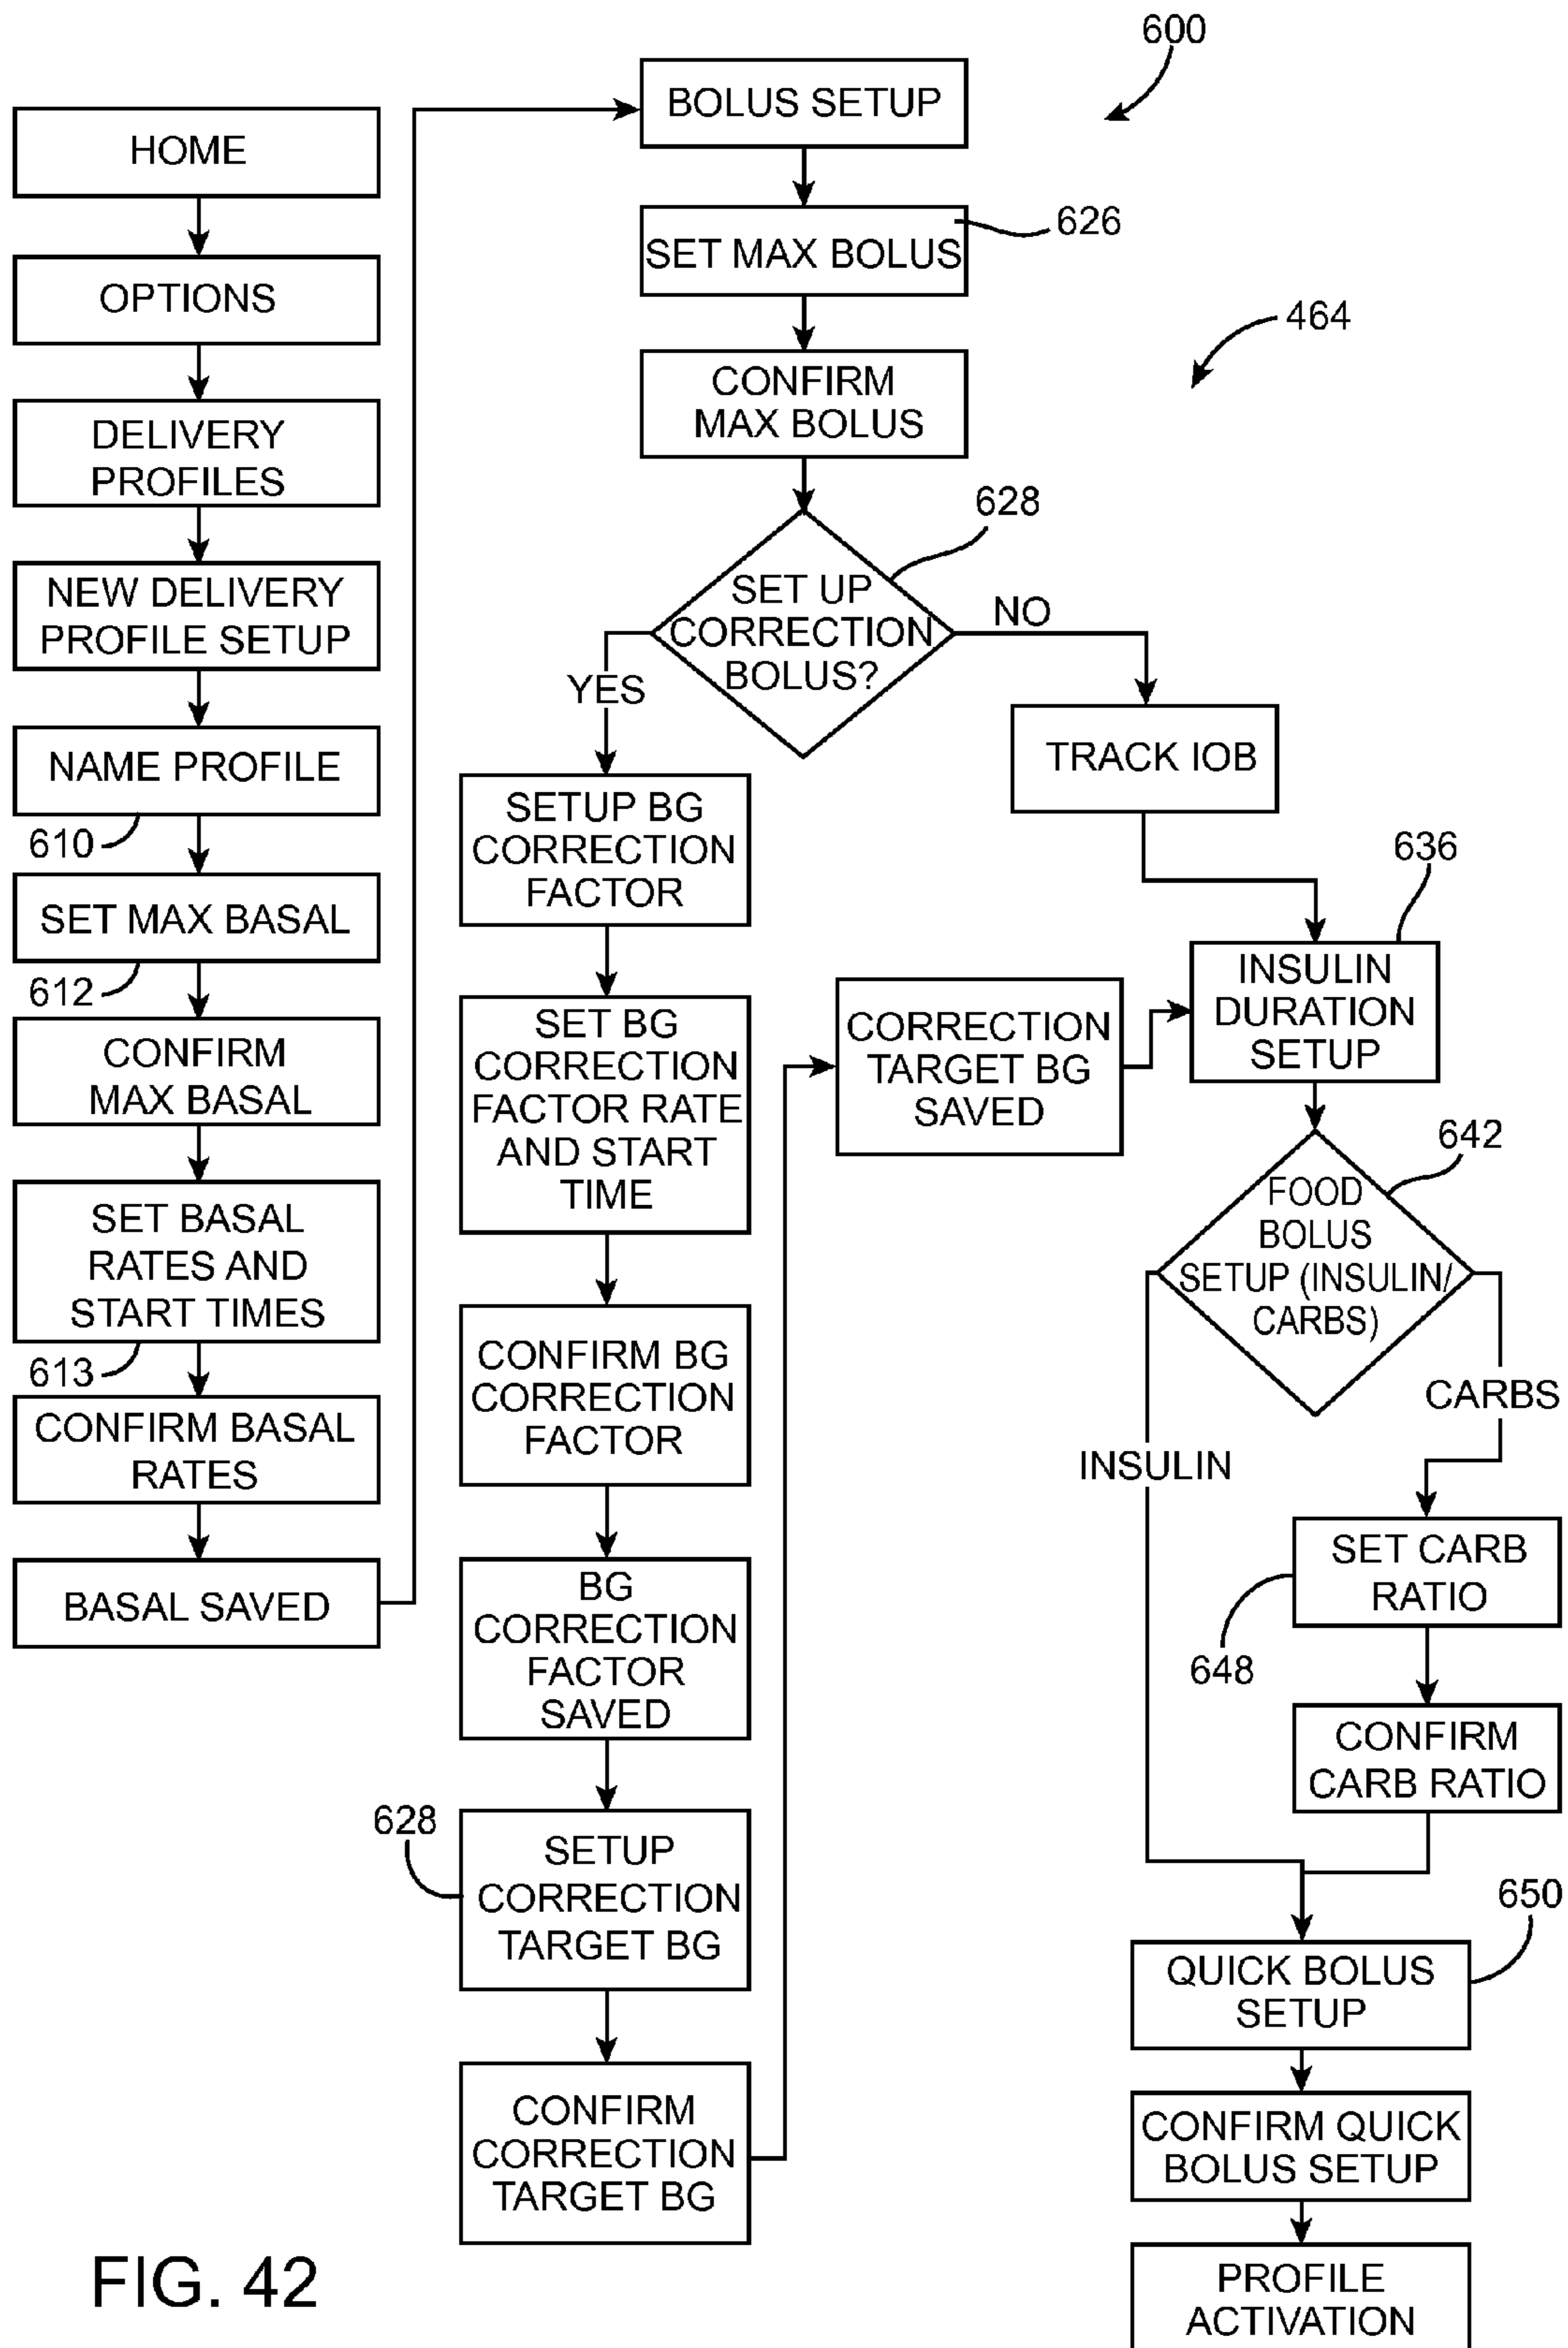 600
HOME
OPTIONS
DELIVERY
PROFILES
NEW DELIVERY
PROFILE SETUP
NAME PROFILE
610
SET MAX BASAL
612
CONFIRM
MAX BASAL
SET BASAL
RATES AND
START TIMES
613
CONFIRM BASAL
RATES
BASAL SAVED
BOLUS SETUP
SET MAX BOLUS
626
464
CONFIRM
MAX BOLUS
628
SET UP
CORRECTION
BOLUS?
YES
NO
SETUP BG
CORRECTION
FACTOR
SET BG
CORRECTION
FACTOR RATE
AND START
TIME
CONFIRM BG
CORRECTION
FACTOR
BG
CORRECTION
FACTOR
SAVED
628
SETUP
CORRECTION
TARGET BG
CONFIRM
CORRECTION
TARGET BG
CORRECTION
TARGET BG
SAVED
TRACK IOB
636
INSULIN
DURATION
SETUP
642
FOOD
BOLUS
SETUP (INSULIN/
CARBS)
INSULIN
CARBS
SET CARB
RATIO
648
CONFIRM
CARB RATIO
650
QUICK BOLUS
SETUP
CONFIRM QUICK
BOLUS SETUP
PROFILE
ACTIVATION
FIG. 42